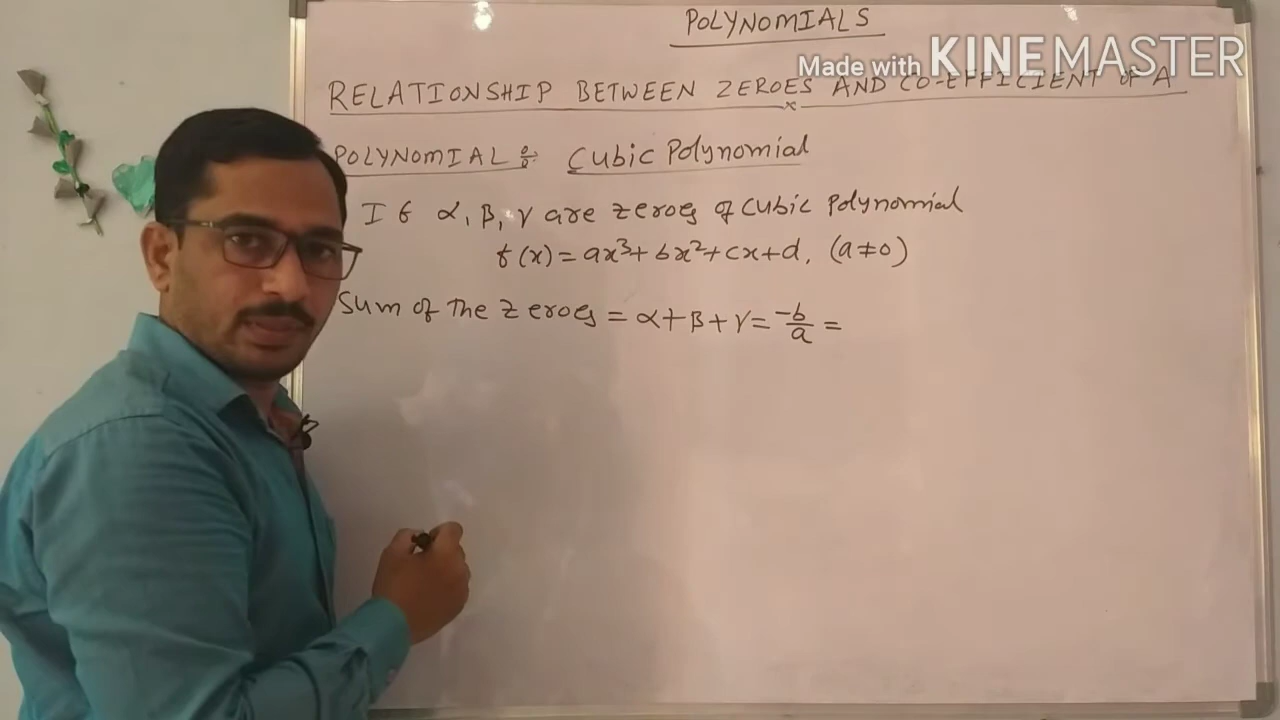 POLYNOMIALS
Made with KINEMASTER
RELATIONSHIP BETWEEN ZEROES AND CO-EFFICIENT OF A
POLYNOMIAL : Cubic Polynomial
If α, β, γ are zeroes of cubic polynomial
f(x) = ax³ + bx² + cx + d, (a ≠ 0)
Sum of the zeroes = α + β + γ = -b/a =